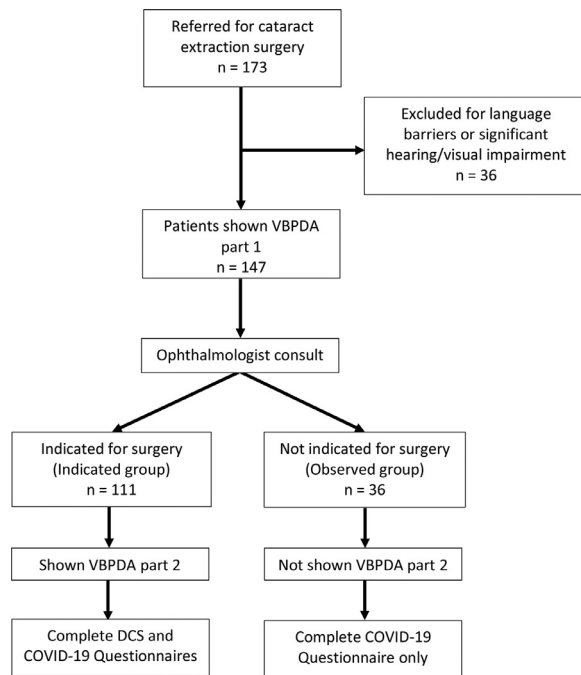 Referred for cataract
extraction surgery
n = 173
Excluded for language
barriers or significant
hearing/visual impairment
n = 36
Patients shown VBPDA
part 1
n = 147
Ophthalmologist consult
Indicated for surgery
(Indicated group)
n = 111
Not indicated for surgery
(Observed group)
n = 36
Shown VBPDA part 2
Not shown VBPDA part 2
Complete DCS and
COVID-19 Questionnaires
Complete COVID-19
Questionnaire only